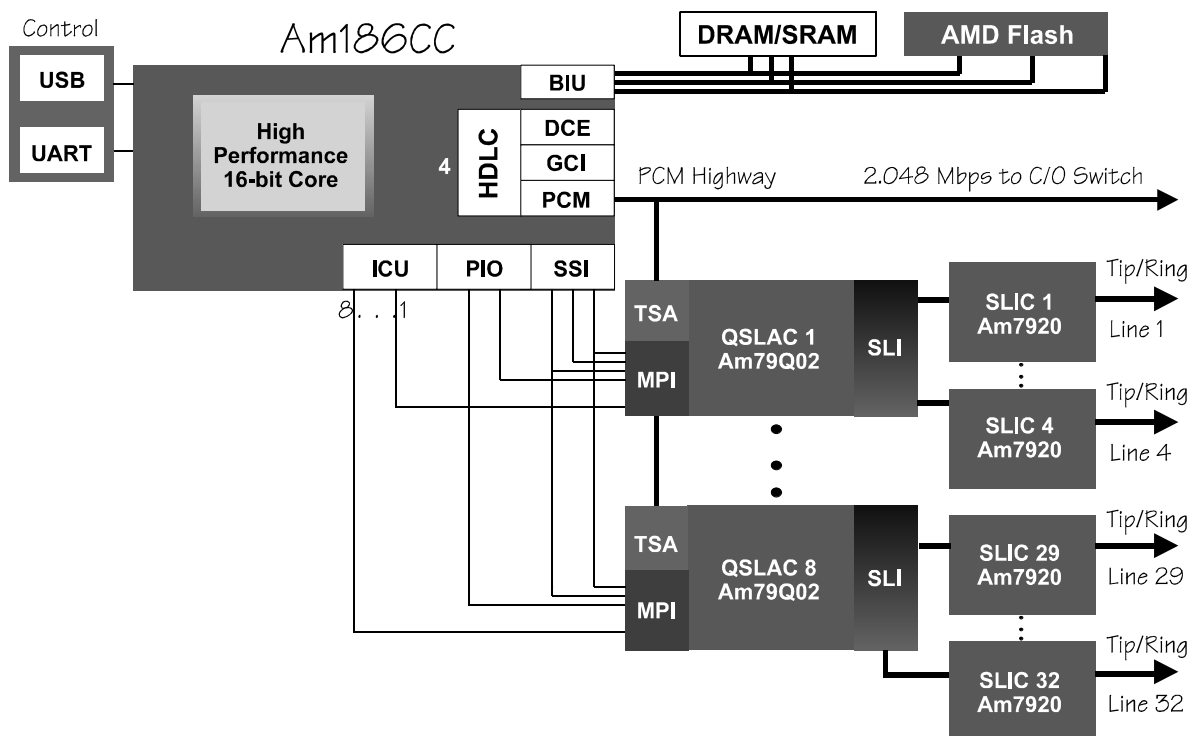 Control
Am186CC
DRAM/SRAM
AMD Flash
USB
BIU
High
Performance
16-bit Core
DCE
UART
4
HDLC
GCI
PCM
PCM Highway
2.048 Mbps to C/O Switch
ICU
PIO
SSI
8. . .1
TSA
MPI
QSLAC 1
Am79Q02
SLI
SLIC 1
Am7920
Tip/Ring
Line 1
SLIC 4
Am7920
Tip/Ring
Line 4
TSA
MPI
QSLAC 8
Am79Q02
SLI
SLIC 29
Am7920
Tip/Ring
Line 29
SLIC 32
Am7920
Tip/Ring
Line 32